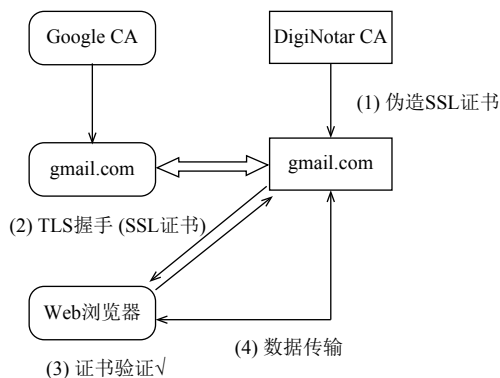 Google CA
DigiNotar CA
(1) 伪造SSL证书
gmail.com
gmail.com
(2) TLS握手 (SSL证书)
Web浏览器
(4) 数据传输
(3) 证书验证√